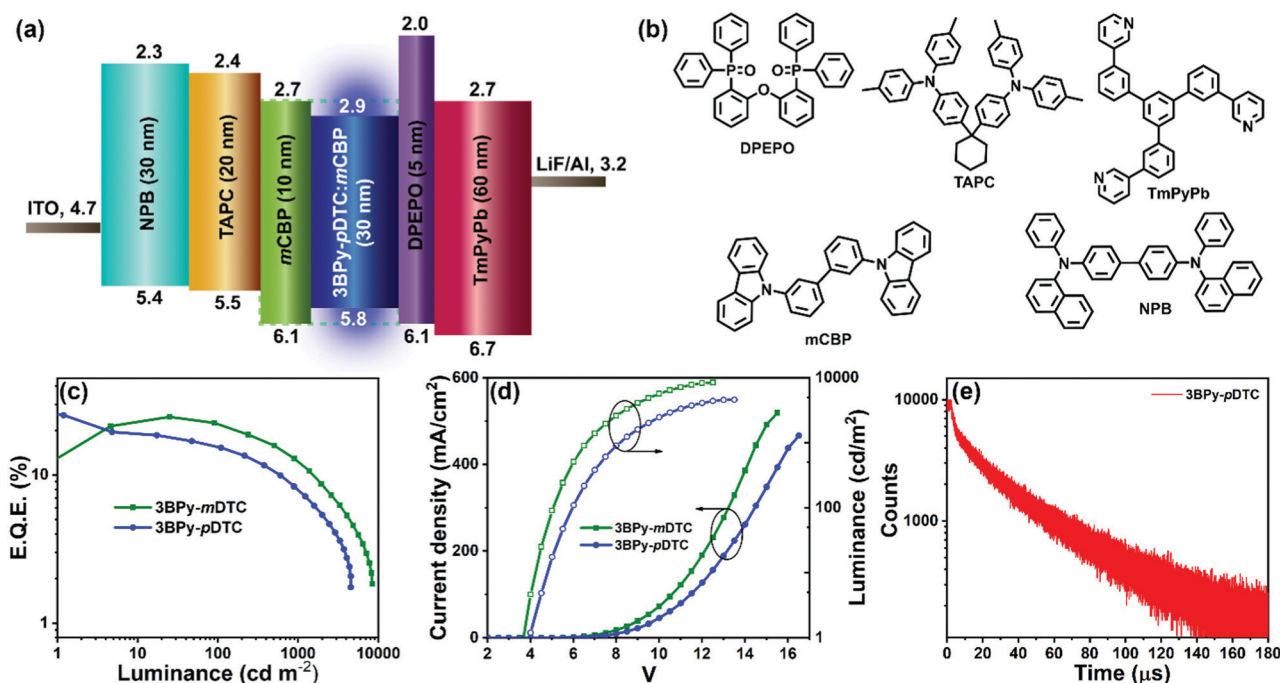 (a)
2.3
2.4
2.7
2.9
2.0
2.7
ITO, 4.7
NPB (30 nm)
TAPC (20 nm)
mCBP (10 nm)
3BPy-pDTC:mCBP
(30 nm)
DPEPO (5 nm)
TmPyPb (60 nm)
LiF/Al, 3.2
5.4
5.5
6.1
5.8
6.1
6.7
(b)
P=O
O=P
O
DPEPO
N
N
TAPC
N
N
N
TmPyPb
N
N
mCBP
N
N
NPB
(c)
E.Q.E. (%)
10
1
3BPy-mDTC
3BPy-pDTC
1
10
100
1000
10000
Luminance (cd m-2)
(d)
Current density (mA/cm2)
600
500
400
300
200
100
0
3BPy-mDTC
3BPy-pDTC
10000
100
1
Luminance (cd/m2)
2
4
6
8
10
12
14
16
V
(e)
3BPy-pDTC
Counts
10000
1000
0
20
40
60
80
100
120
140
160
180
Time (μs)